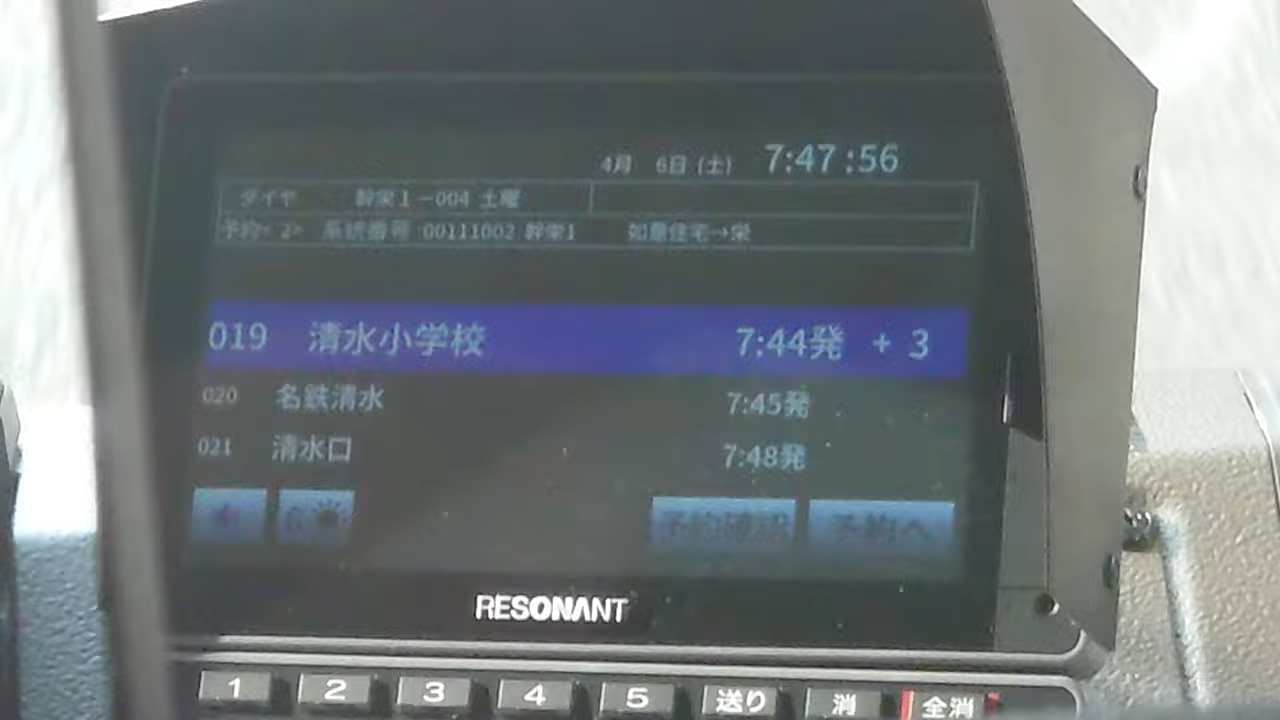 4月 6日 (土) 7:47:56
ダイヤ 幹栄1-004 土曜
予約< 2> 系統番号 00111002 幹栄1 如意住宅→栄
019 清水小学校 7:44発 + 3
020 名鉄清水 7:45発
021 清水口 7:48発
予約確認 予約へ
RESONANT
1 2 3 4 5 送り 消 全消